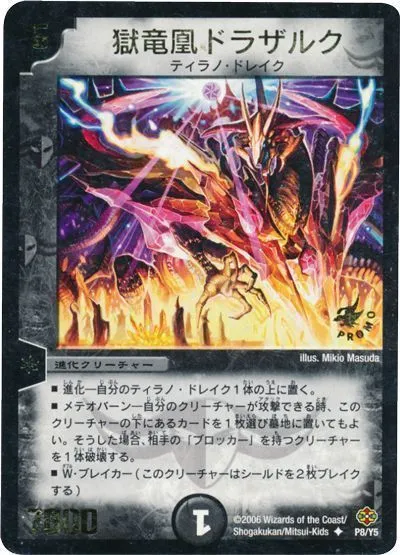 獄竜凰ドラザルク
ティラノ・ドレイク
PROMO
illus. Mikio Masuda
進化クリーチャー
■ 進化―自分のティラノ・ドレイク1体の上に置く。
■ メテオバーン―自分のクリーチャーが攻撃できる時、この
クリーチャーの下にあるカードを1枚選び墓地に置いてもよ
い。そうした場合、相手の「ブロッカー」を持つクリーチャー
を1体破壊する。
■ W・ブレイカー(このクリーチャーはシールドを2枚ブレイク
する)
1
©2006 Wizards of the Coast/
Shogakukan/Mitsui-Kids
P8/Y5